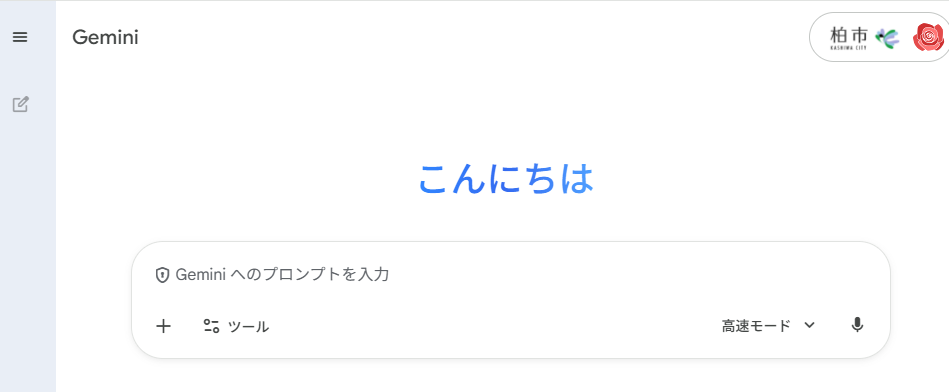 Gemini
柏市
KASHIWA CITY
こんにちは
Gemini へのプロンプトを入力
ツール
高速モード